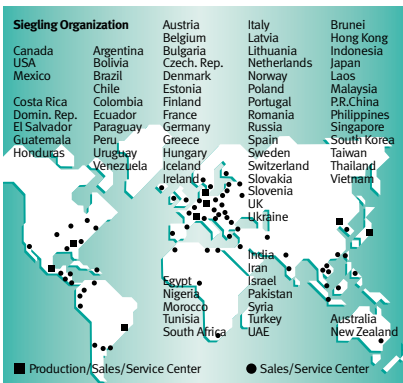 Siegling Organization
Canada
USA
Mexico
Costa Rica
Domin. Rep.
El Salvador
Guatemala
Honduras
Argentina
Bolivia
Brazil
Chile
Colombia
Ecuador
Paraguay
Peru
Uruguay
Venezuela
Austria
Belgium
Bulgaria
Czech. Rep.
Denmark
Estonia
Finland
France
Germany
Greece
Hungary
Iceland
Ireland
Italy
Latvia
Lithuania
Netherlands
Norway
Poland
Portugal
Romania
Russia
Spain
Sweden
Switzerland
Slovakia
Slovenia
UK
Ukraine
Brunei
Hong Kong
Indonesia
Japan
Laos
Malaysia
P.R.China
Philippines
Singapore
South Korea
Taiwan
Thailand
Vietnam
Egypt
Nigeria
Morocco
Tunisia
South Africa
India
Iran
Israel
Pakistan
Syria
Turkey
UAE
Australia
New Zealand
Production/Sales/Service Center
Sales/Service Center